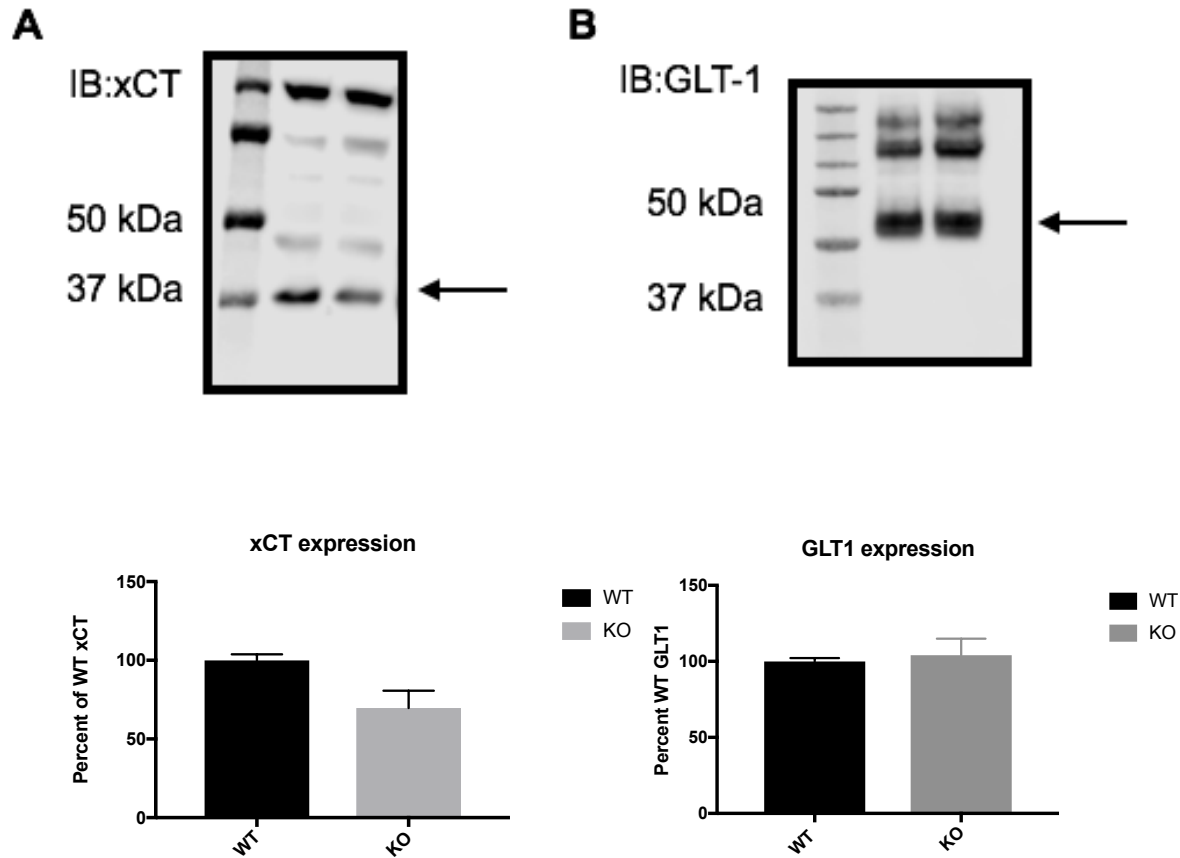 A
IB:xCT
50 kDa
37 kDa
B
IB:GLT-1
50 kDa
37 kDa
xCT expression
Percent of WT xCT
150
100
50
0
WT
KO
WT
KO
GLT1 expression
Percent WT GLT1
150
100
50
0
WT
KO
WT
KO